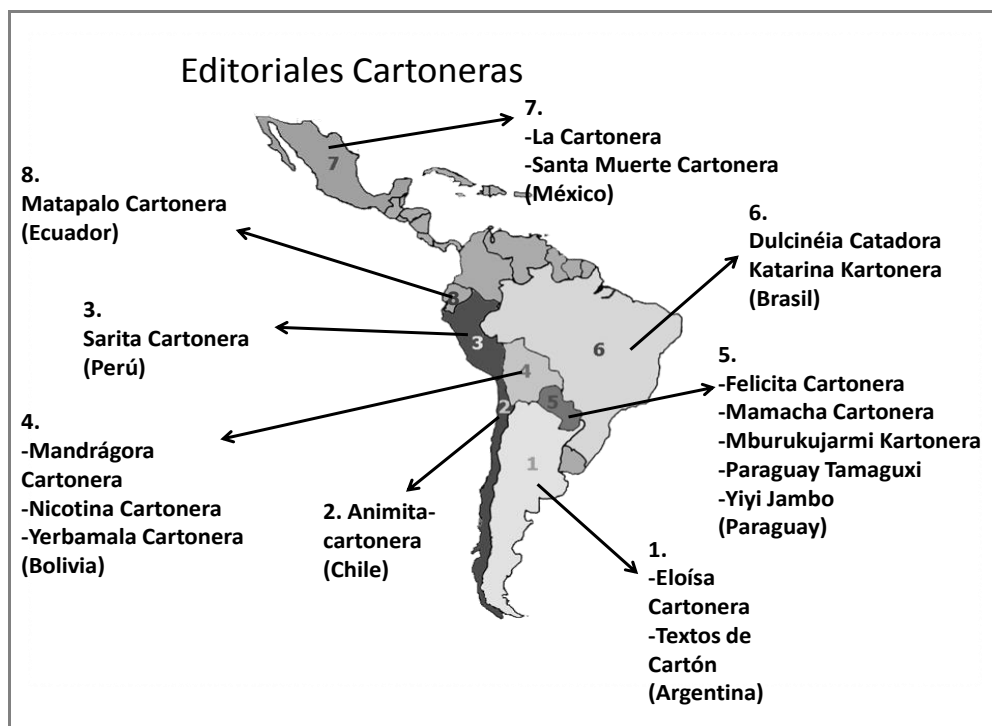 Editoriales Cartoneras
7.
-La Cartonera
-Santa Muerte Cartonera
(México)
8.
Matapalo Cartonera
(Ecuador)
6.
Dulcinéia Catadora
Katarina Kartonera
(Brasil)
3.
Sarita Cartonera
(Perú)
5.
-Felicita Cartonera
-Mamacha Cartonera
-Mburukujarmi Kartonera
-Paraguay Tamaguxi
-Yiyi Jambo
(Paraguay)
4.
-Mandrágora
Cartonera
-Nicotina Cartonera
-Yerbamala Cartonera
(Bolivia)
2. Animita-
cartonera
(Chile)
1.
-Eloísa
Cartonera
-Textos de
Cartón
(Argentina)
7
8
3
6
4
5
2
1